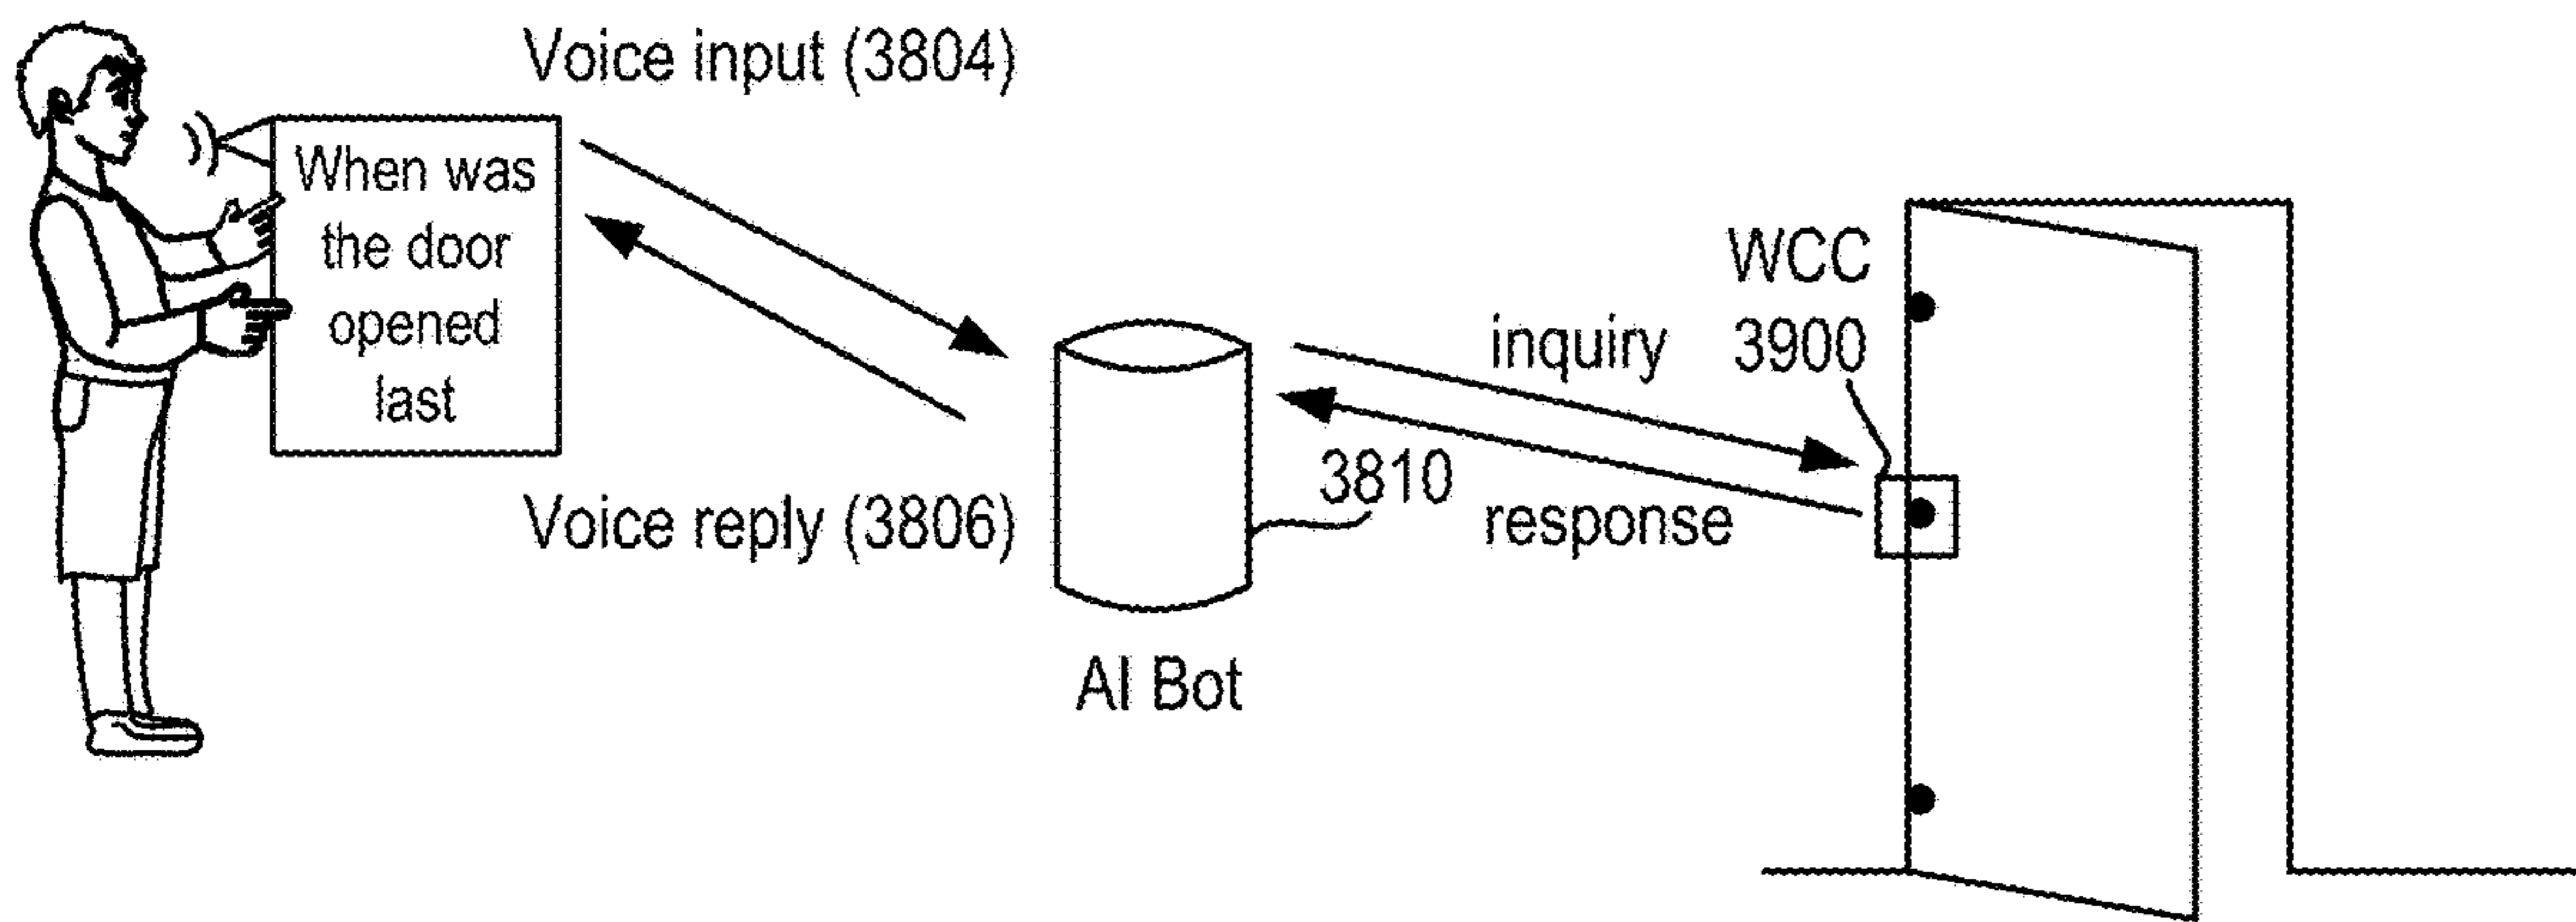 Voice input (3804)
When was
the door
opened
last
Voice reply (3806)
AI Bot
3810
inquiry
response
WCC
3900